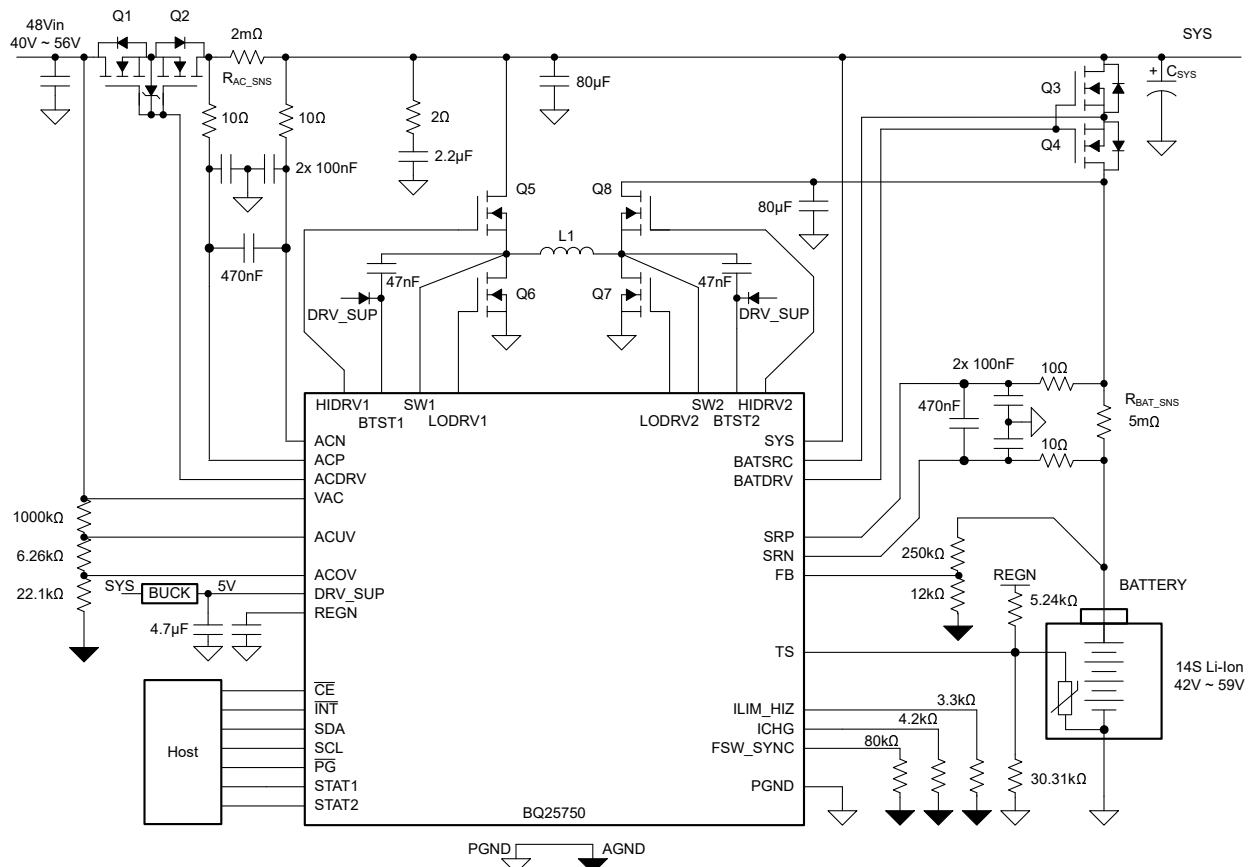 48Vin
40V ~ 56V
Q1
Q2
2mΩ
R_AC_SNS
SYS
10Ω
10Ω
2x 100nF
470nF
2Ω
2.2µF
80µF
Q3
Q4
C_SYS
+
Q5
Q8
80µF
L1
47nF
47nF
Q6
Q7
DRV_SUP
DRV_SUP
HIDRV1
BTST1
SW1
LODRV1
LODRV2
SW2
BTST2
HIDRV2
ACN
ACP
ACDRV
VAC
ACUV
ACOV
DRV_SUP
REGN
CE
INT
SDA
SCL
PG
STAT1
STAT2
SYS
BATSRC
BATDRV
SRP
SRN
FB
TS
ILIM_HIZ
ICHG
FSW_SYNC
PGND
BQ25750
1000kΩ
6.26kΩ
22.1kΩ
SYS
BUCK
5V
4.7µF
Host
2x 100nF
10Ω
470nF
10Ω
R_BAT_SNS
5mΩ
250kΩ
12kΩ
REGN
5.24kΩ
BATTERY
14S Li-Ion
42V ~ 59V
3.3kΩ
4.2kΩ
80kΩ
30.31kΩ
PGND
AGND